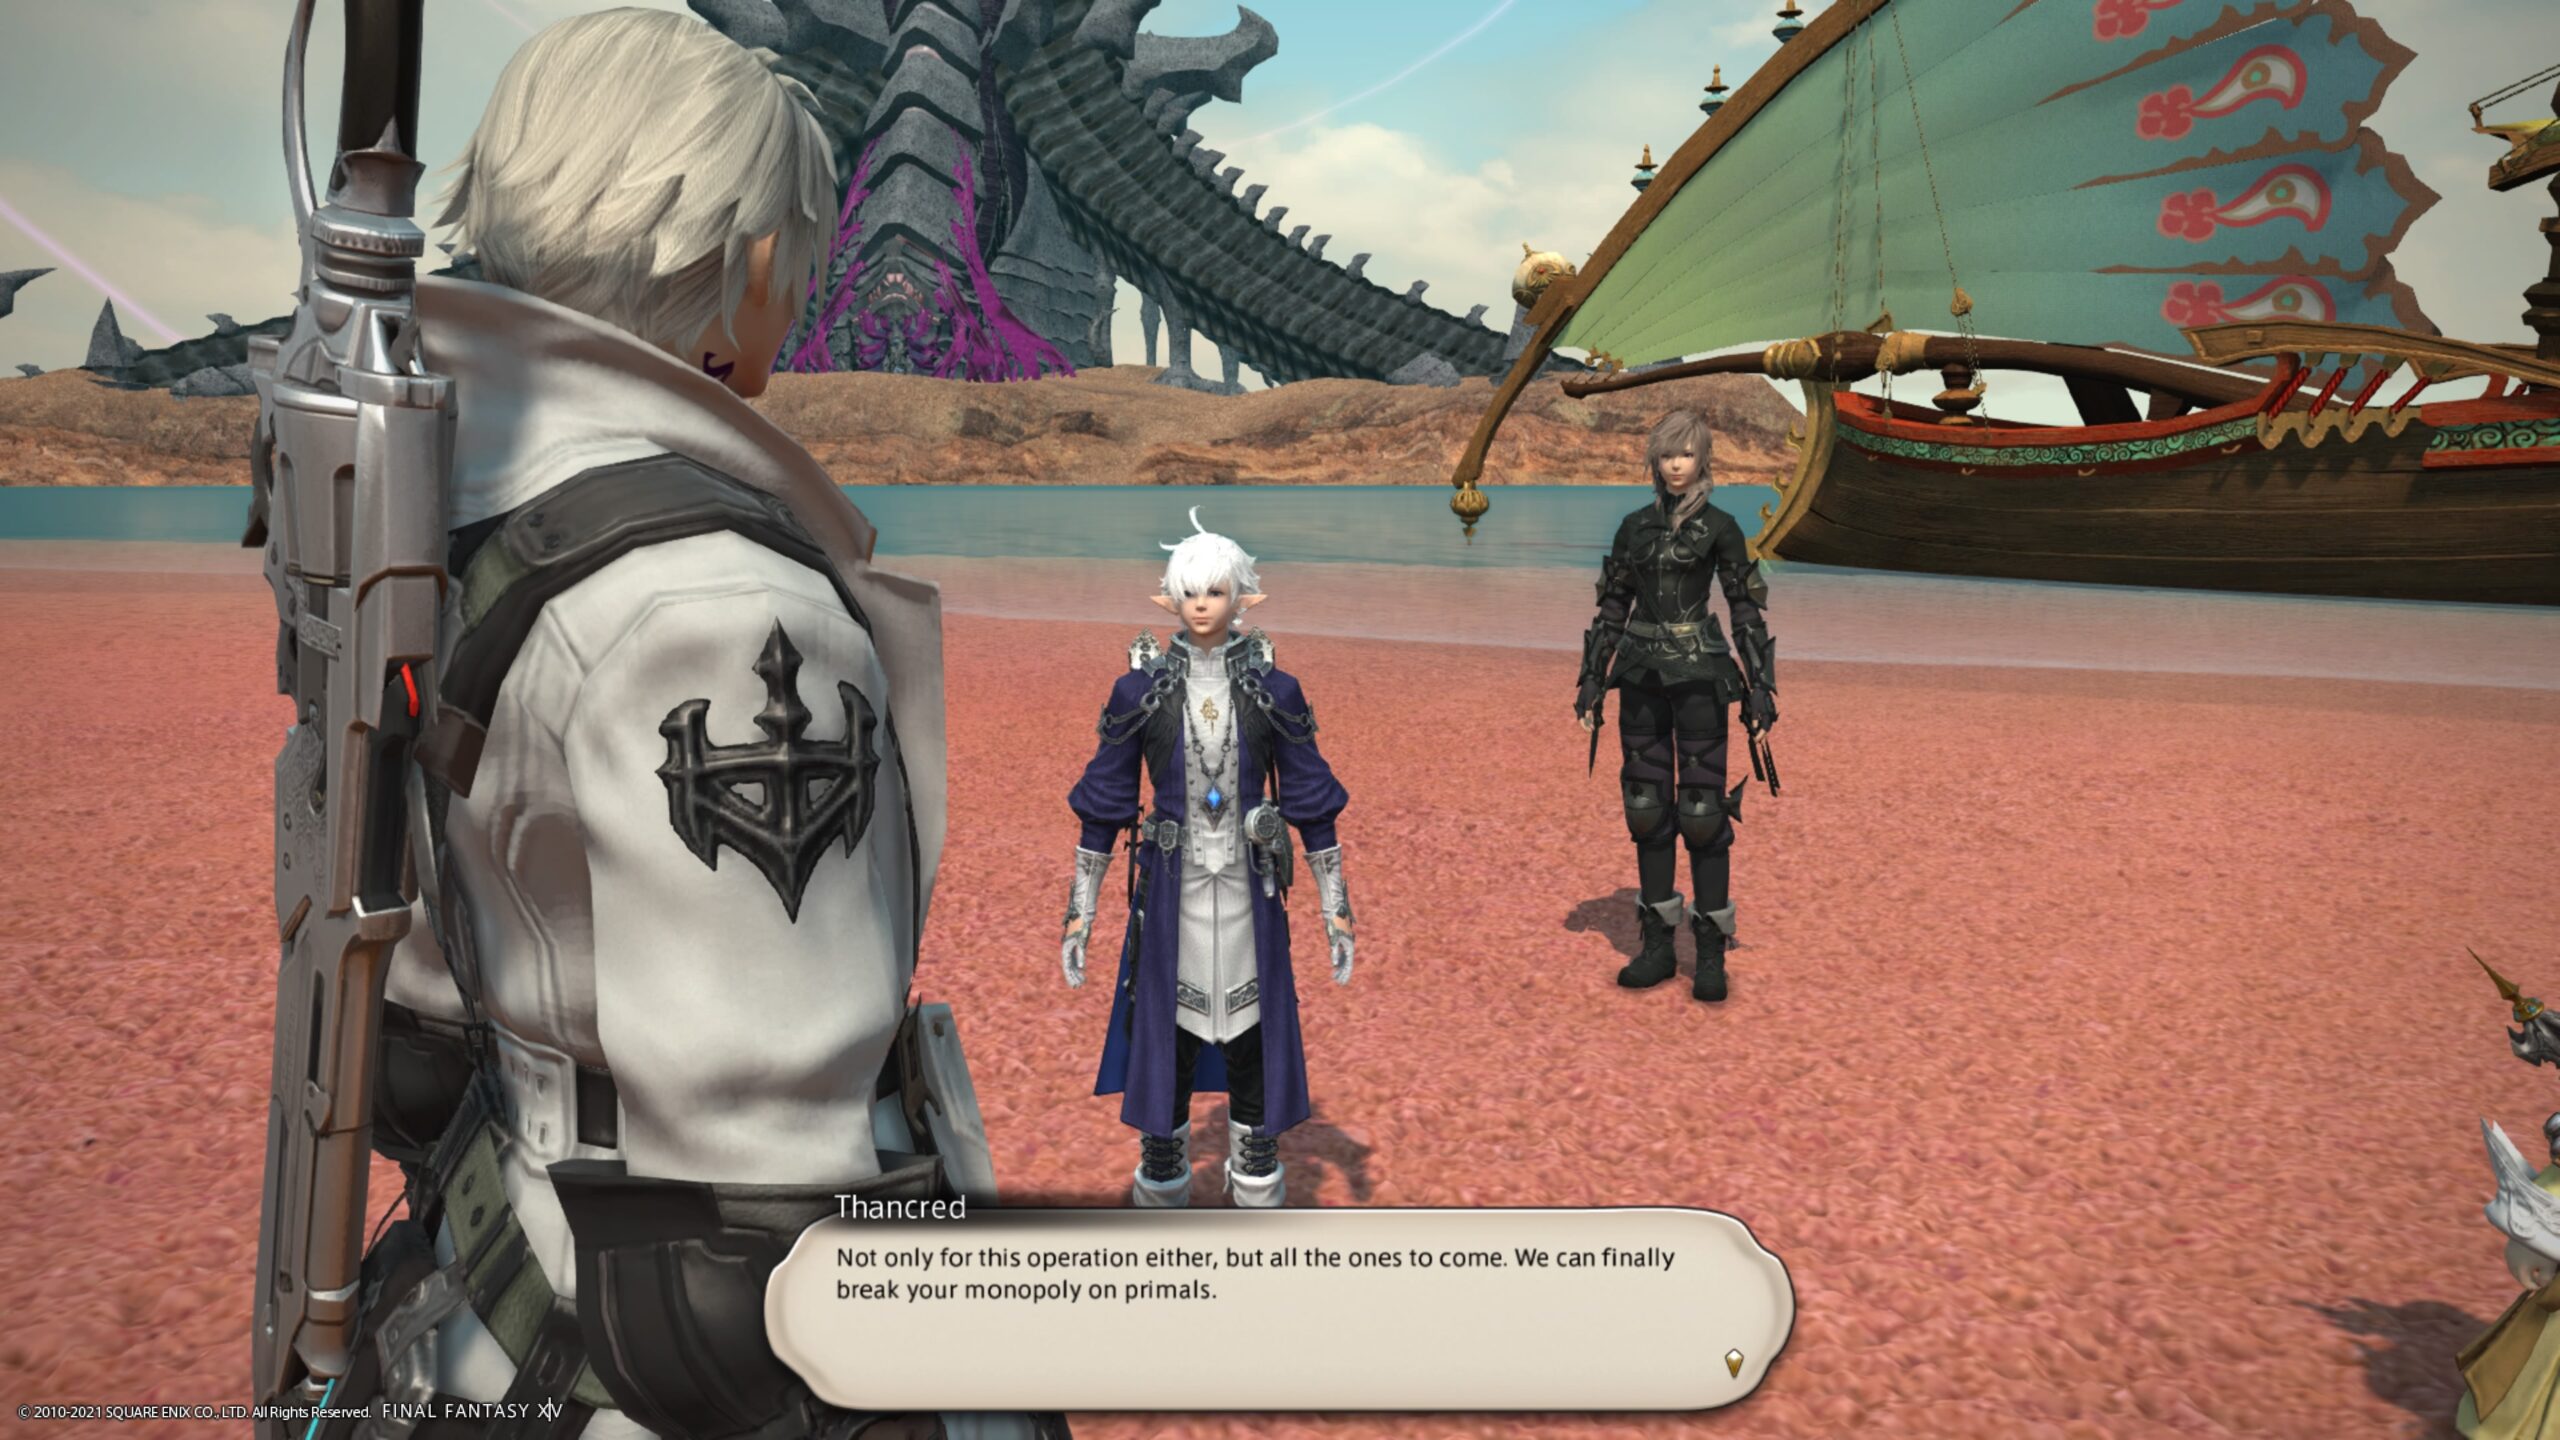 Thancred
Not only for this operation either, but all the ones to come. We can finally
break your monopoly on primals.
© 2010-2021 SQUARE ENIX CO., LTD. All Rights Reserved. FINAL FANTASY XIV